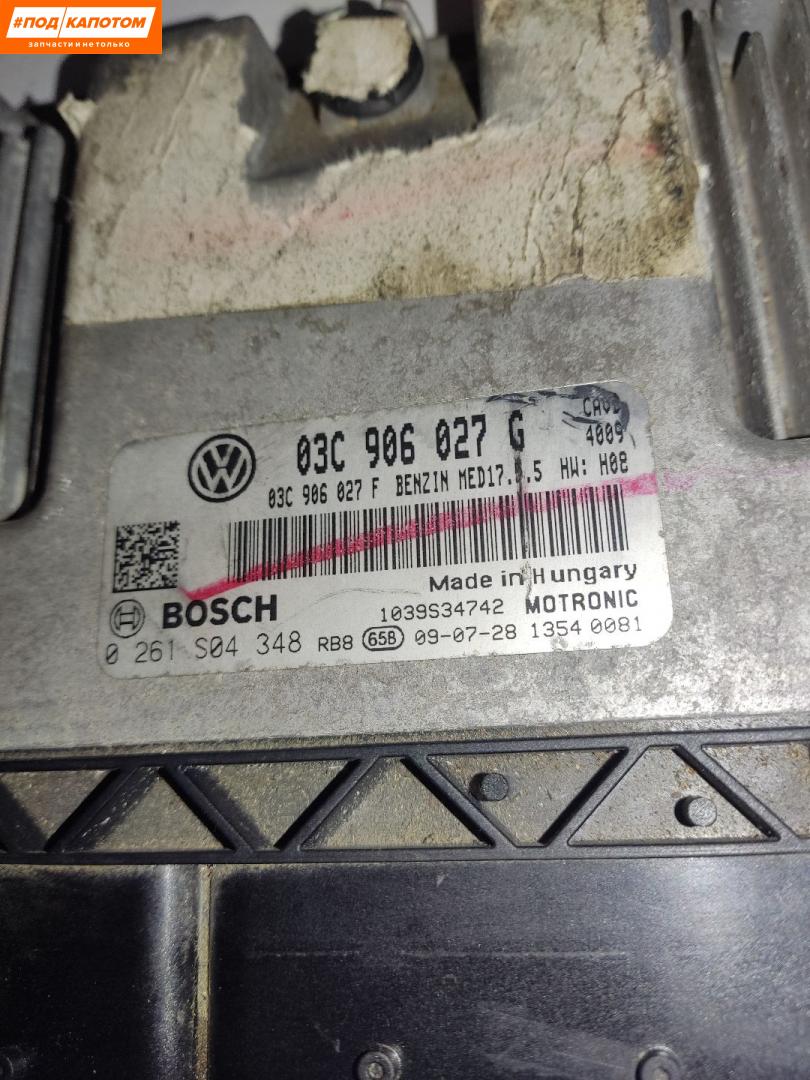 #ПОД КАПОТОМ
запчасти и не только
03C 906 027 G
4009
03C 906 027 F BENZIN HW: H08
Made in Hungary
BOSCH 1039S34742 MOTRONIC
0 261 S04 348 RB8 65B 09-07-28 1354 0081